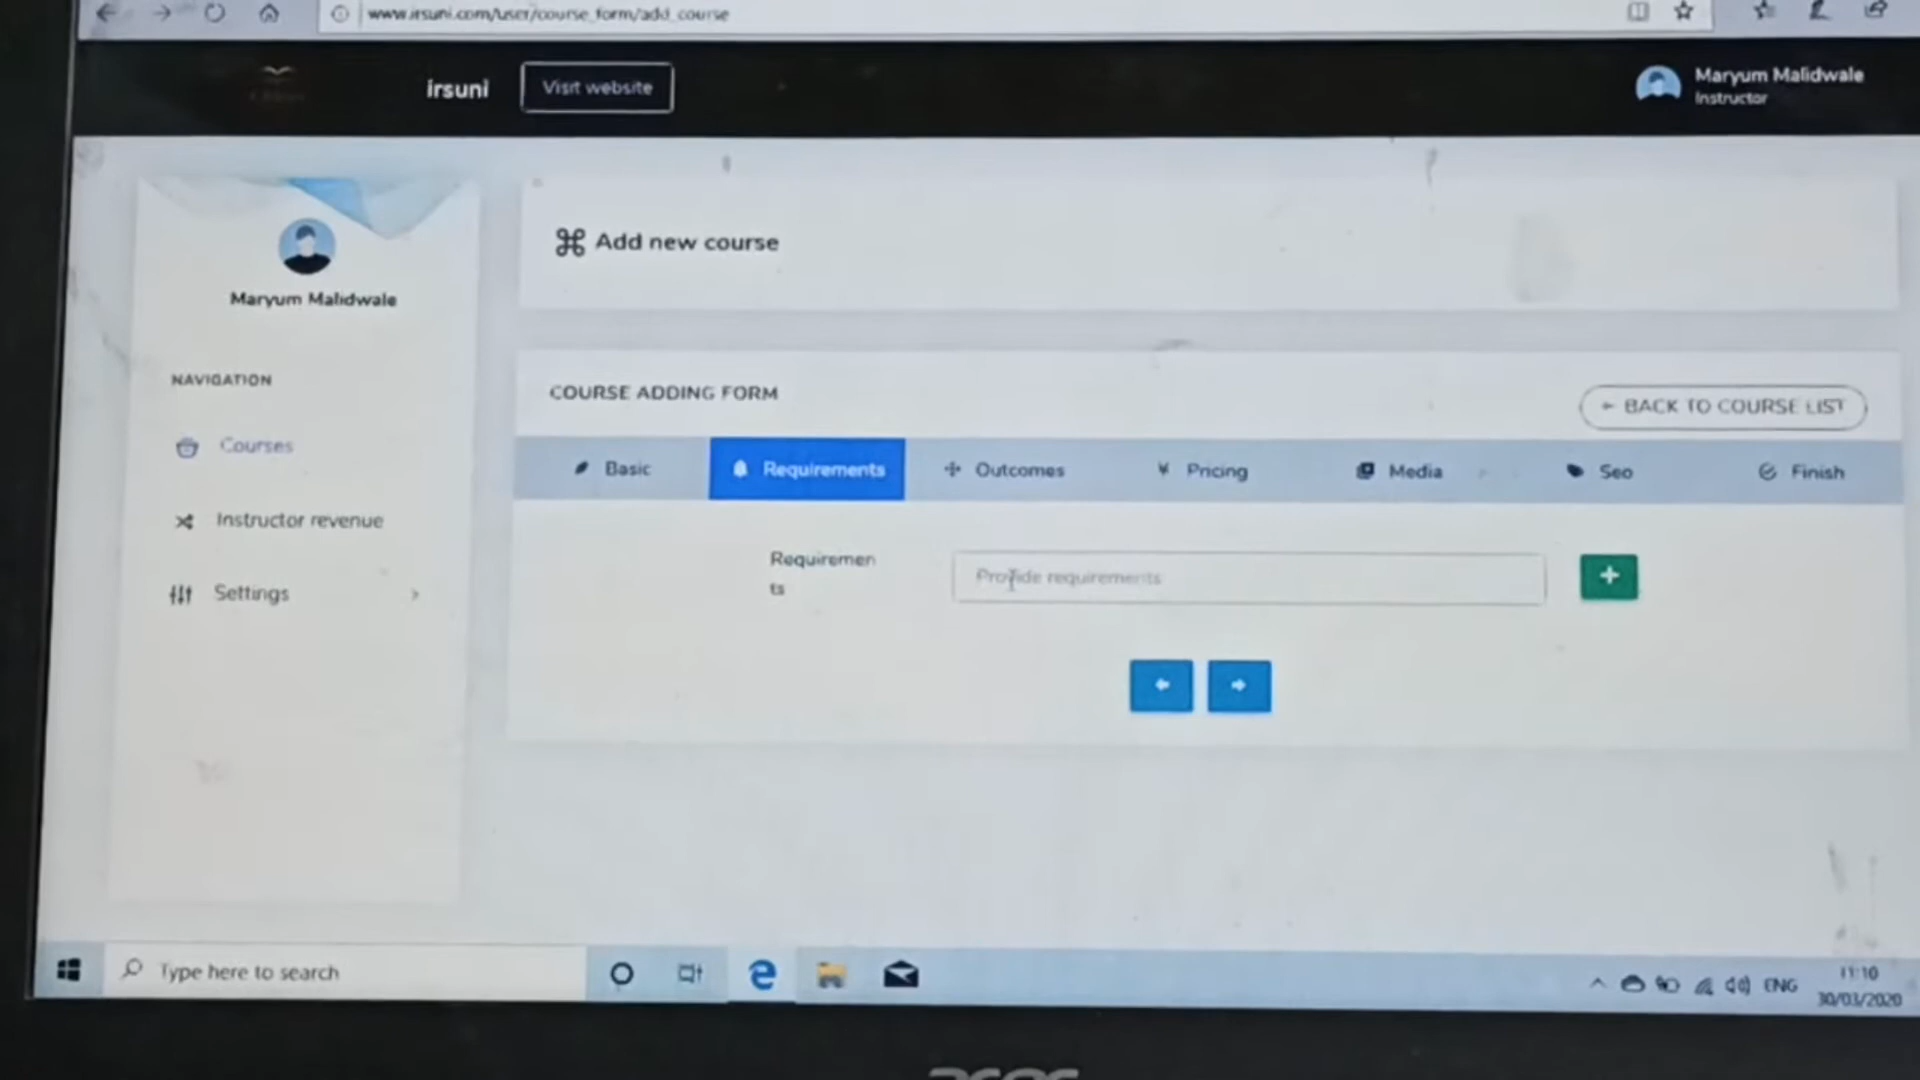 www.irsuni.com/user/course_form/add_course
irsuni
Visit website
Maryum Malidwale
Instructor
Maryum Malidwale
NAVIGATION
Courses
Instructor revenue
Settings
Add new course
COURSE ADDING FORM
BACK TO COURSE LIST
Basic
Requirements
Outcomes
Pricing
Media
Seo
Finish
Requiremen
ts
Provide requirements
Type here to search
ENG
11:10
30/03/2020
acer